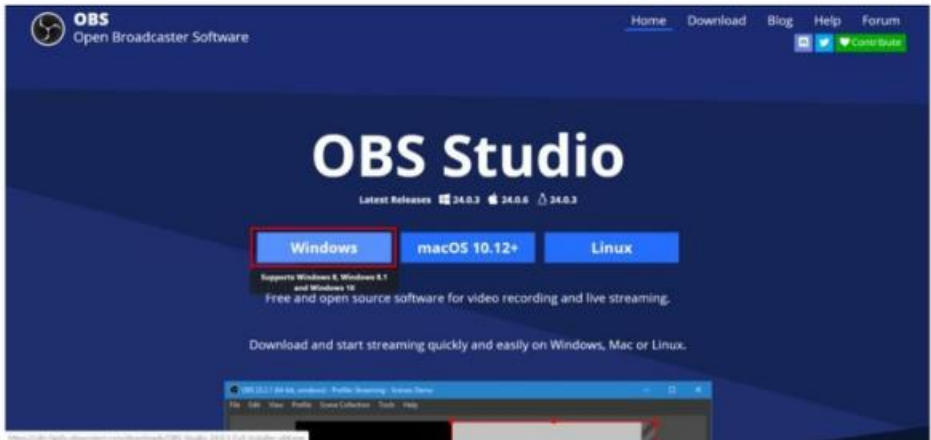 OBS
Open Broadcaster Software
Home Download Blog Help Forum
Contribute
OBS Studio
Latest Releases 24.0.3 24.0.6 24.0.3
Windows macOS 10.12+ Linux
Supports Windows 8, Windows 8.1
and Windows 10
Free and open source software for video recording and live streaming.
Download and start streaming quickly and easily on Windows, Mac or Linux.
File Edit View Profile Scene Collection Tools Help